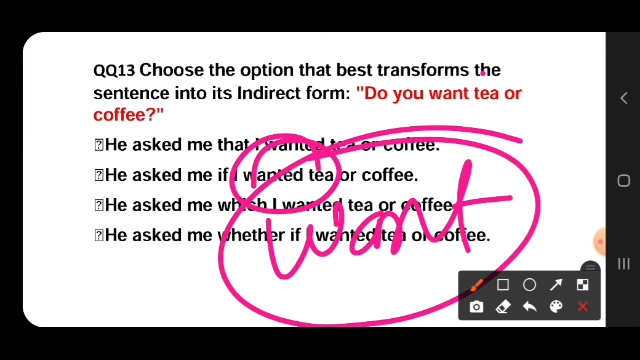 QQ13 Choose the option that best transforms the
sentence into its Indirect form: "Do you want tea or
coffee?"
He asked me that I wanted tea or coffee.
He asked me if I wanted tea or coffee.
He asked me which I wanted tea or coffee.
He asked me whether if I wanted tea or coffee.
want